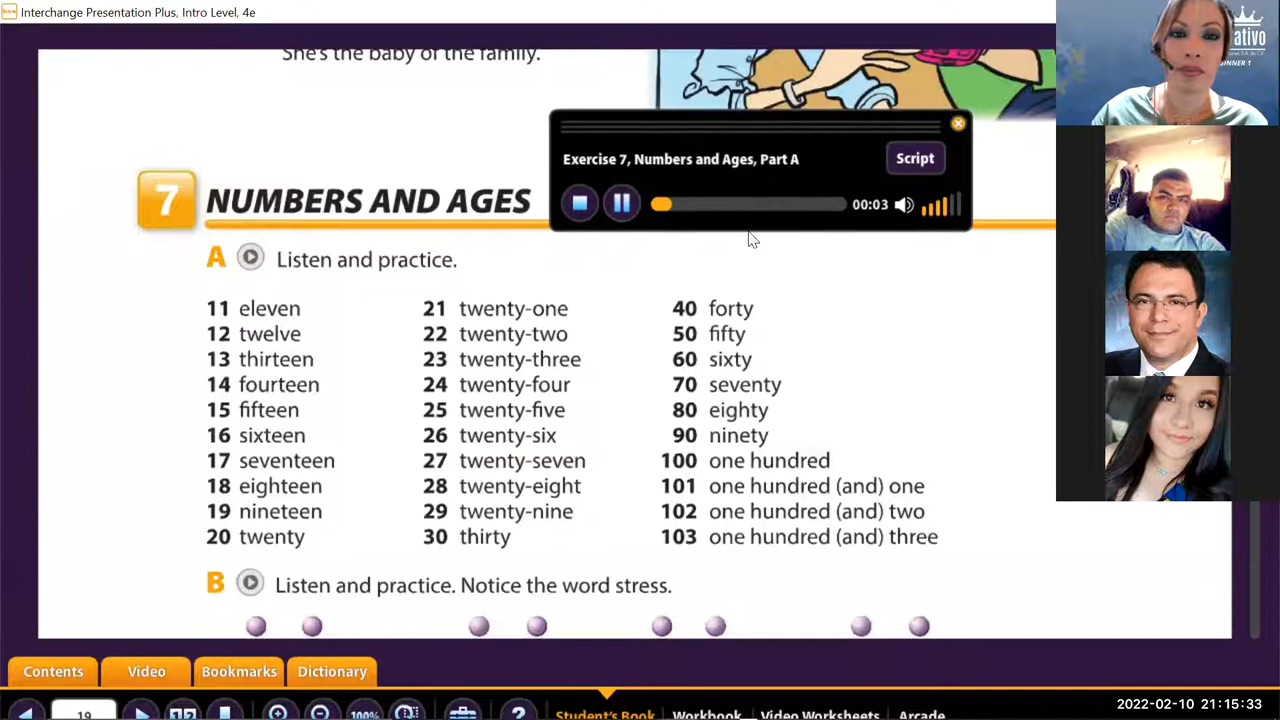 Interchange Presentation Plus, Intro Level, 4e
She's the baby of the family.
ativo
INNER 1
Exercise 7, Numbers and Ages, Part A
Script
00:03
7 NUMBERS AND AGES
A Listen and practice.
11 eleven 21 twenty-one 40 forty
12 twelve 22 twenty-two 50 fifty
13 thirteen 23 twenty-three 60 sixty
14 fourteen 24 twenty-four 70 seventy
15 fifteen 25 twenty-five 80 eighty
16 sixteen 26 twenty-six 90 ninety
17 seventeen 27 twenty-seven 100 one hundred
18 eighteen 28 twenty-eight 101 one hundred (and) one
19 nineteen 29 twenty-nine 102 one hundred (and) two
20 twenty 30 thirty 103 one hundred (and) three
B Listen and practice. Notice the word stress.
Contents Video Bookmarks Dictionary
19 100% ? Student's Book Workbook Video Worksheets Arcade
2022-02-10 21:15:33